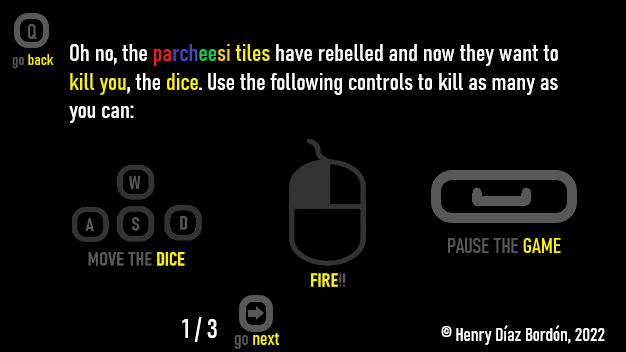 Q
go back
Oh no, the parcheesi tiles have rebelled and now they want to
kill you, the dice. Use the following controls to kill as many as
you can:
W
A S D
MOVE THE DICE
FIRE!!
PAUSE THE GAME
1 / 3
go next
© Henry Díaz Bordón, 2022